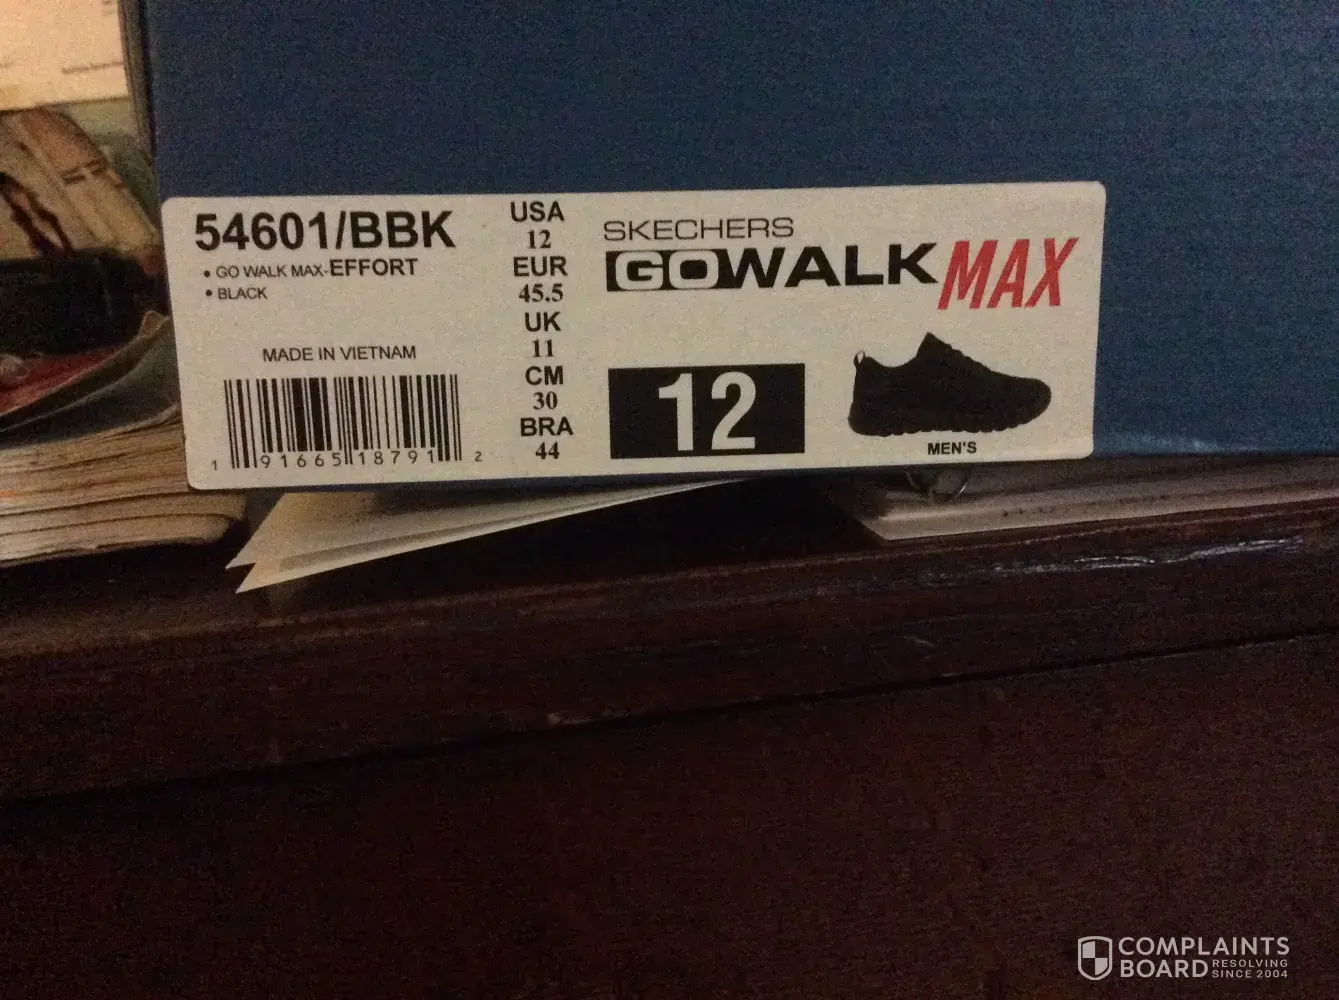 54601/BBK
• GO WALK MAX-EFFORT
• BLACK
MADE IN VIETNAM
1 91665 18791 2
USA
12
EUR
45.5
UK
11
CM
30
BRA
44
SKECHERS
GOWALK MAX
12
MEN'S
COMPLAINTS
BOARD RESOLVING
SINCE 2004